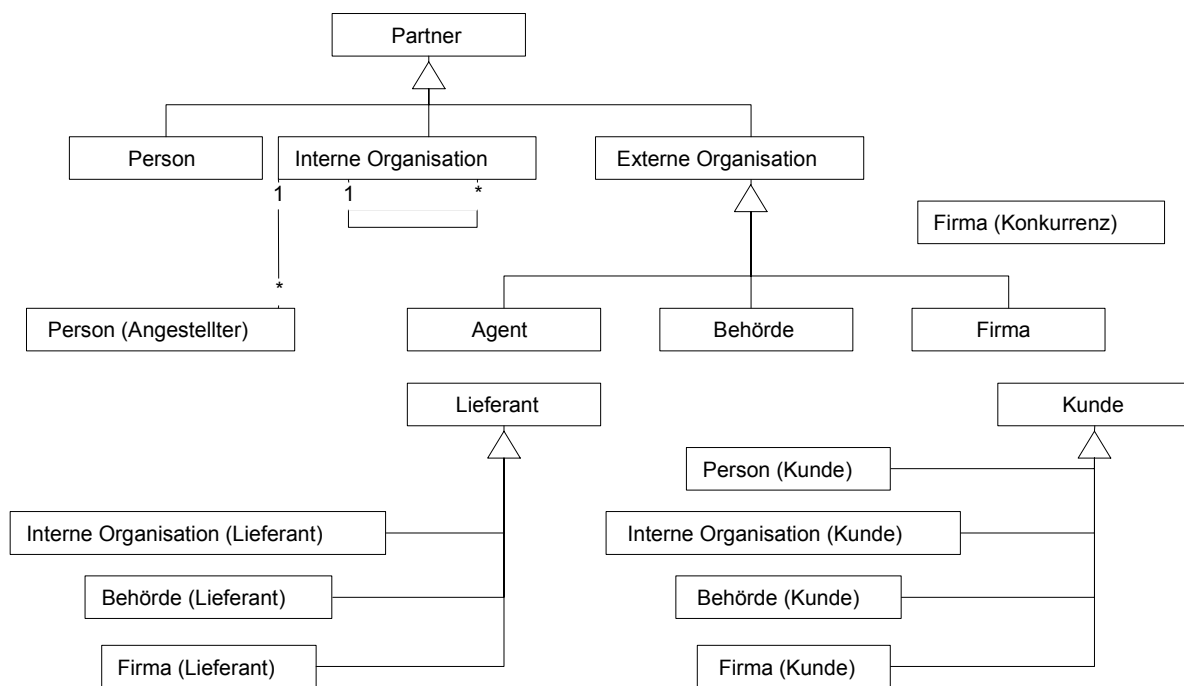 Partner
Person
Interne Organisation
Externe Organisation
1
1
*
Firma (Konkurrenz)
*
Person (Angestellter)
Agent
Behörde
Firma
Lieferant
Kunde
Person (Kunde)
Interne Organisation (Lieferant)
Interne Organisation (Kunde)
Behörde (Lieferant)
Behörde (Kunde)
Firma (Lieferant)
Firma (Kunde)